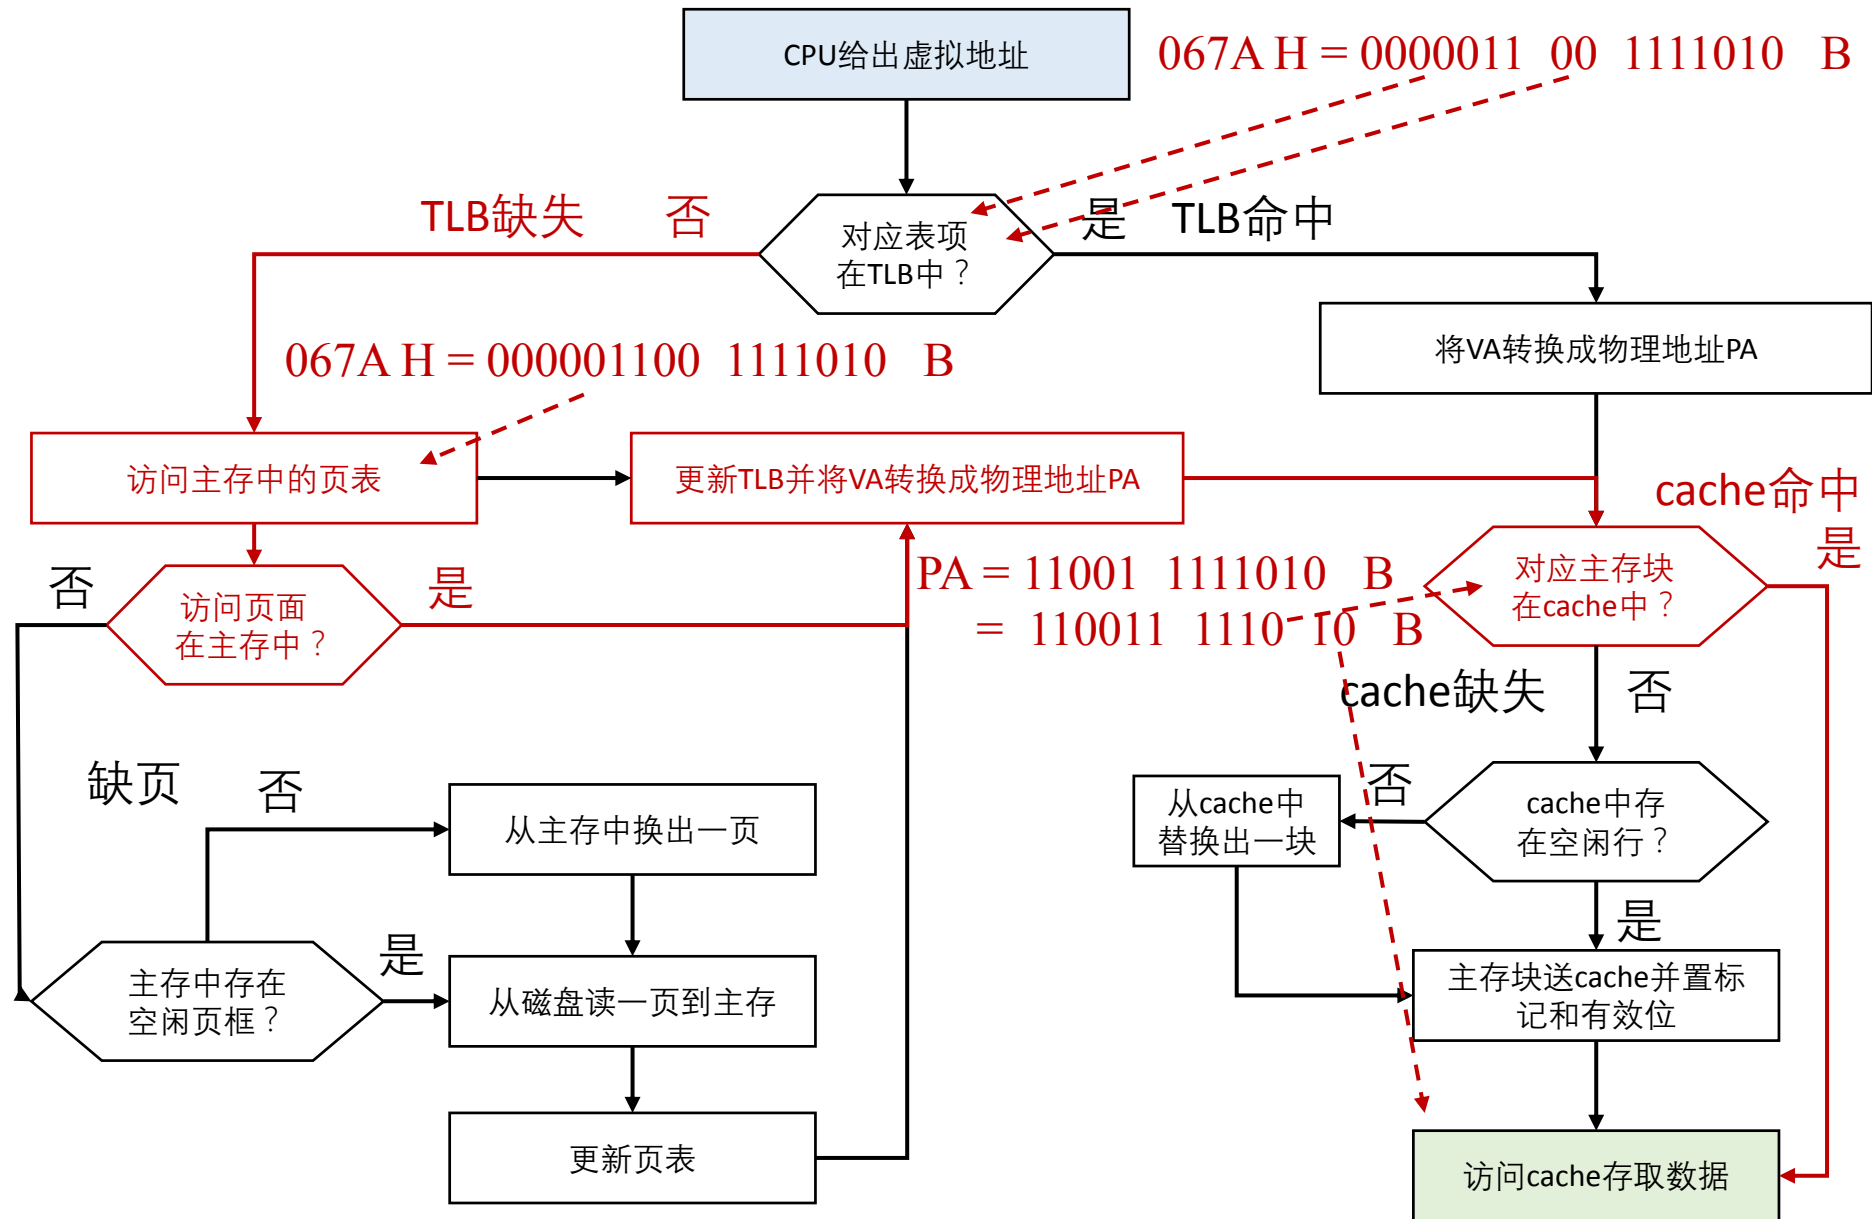 CPU给出虚拟地址
067A H = 0000011 00 1111010 B
TLB缺失 否
对应表项
在TLB中？
是 TLB命中
将VA转换成物理地址PA
067A H = 000001100 1111010 B
访问主存中的页表
更新TLB并将VA转换成物理地址PA
cache命中
是
否
访问页面
在主存中？
是
PA = 11001 1111010 B
= 110011 1110 10 B
对应主存块
在cache中？
cache缺失 否
缺页 否
从主存中换出一页
从cache中
替换出一块
否
cache中存
在空闲行？
是
主存中存在
空闲页框？
是
从磁盘读一页到主存
主存块送cache并置标
记和有效位
更新页表
访问cache存取数据